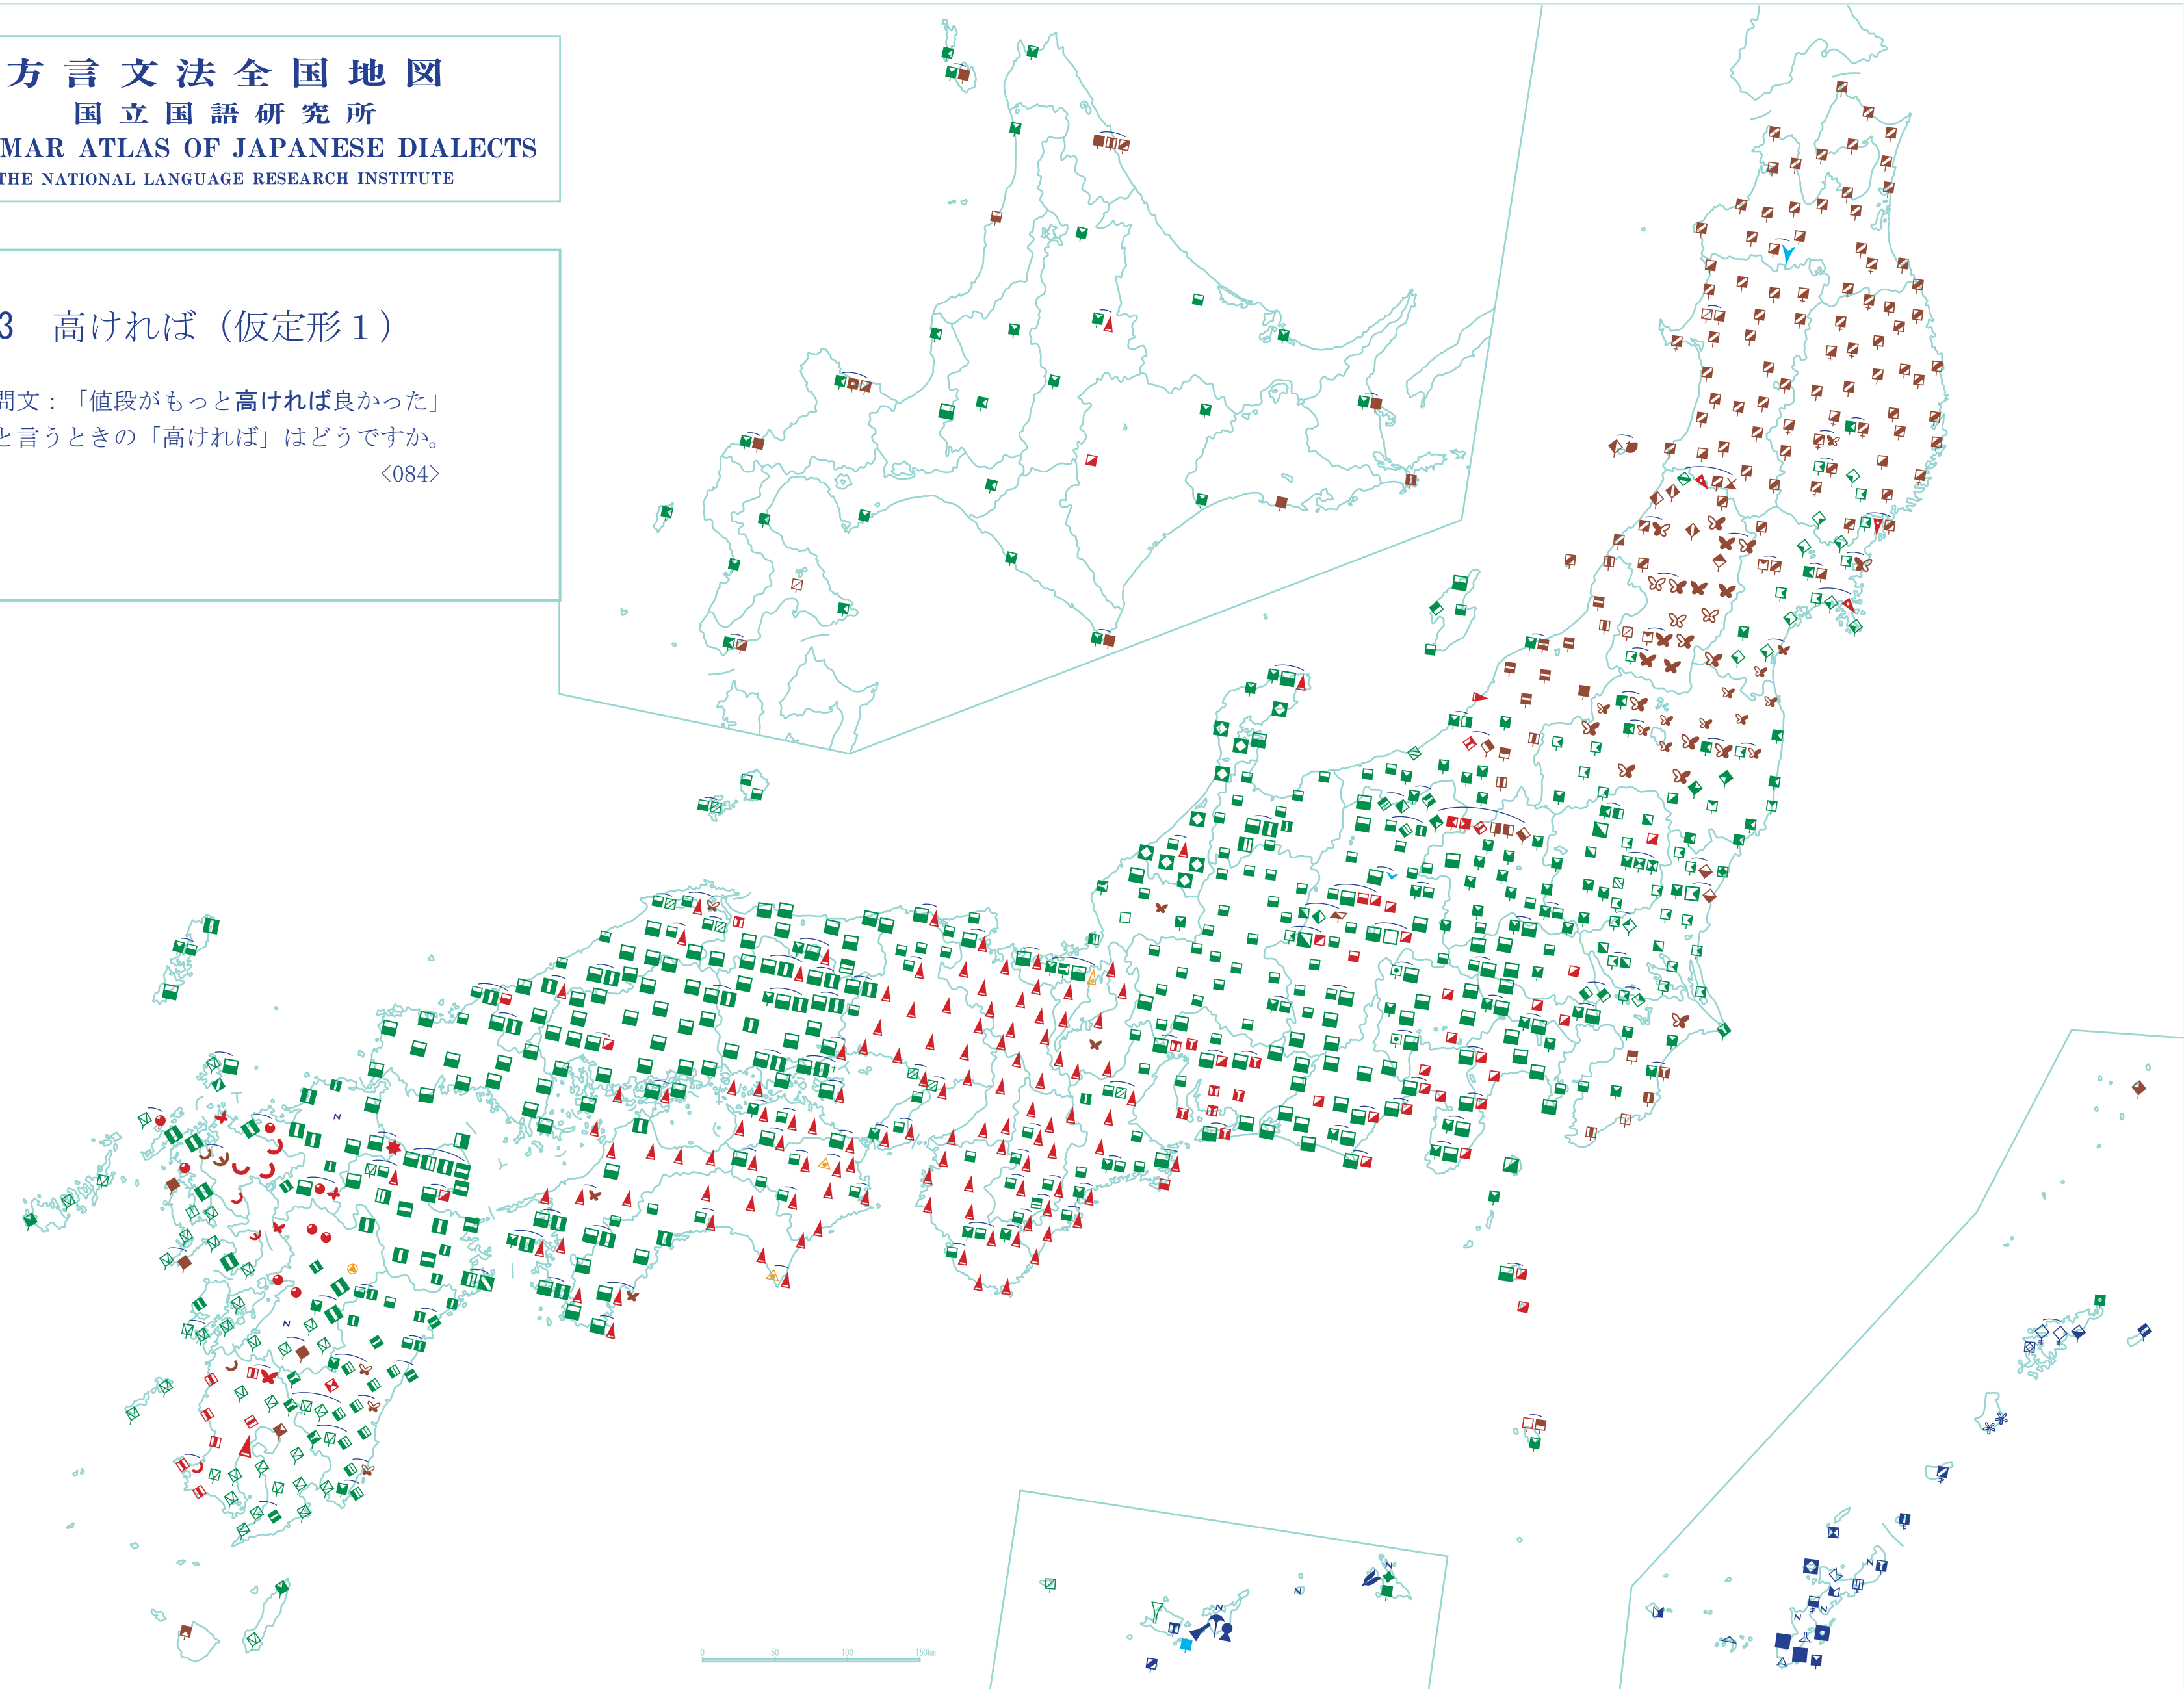 方言文法全国地図
国立国語研究所
MAR ATLAS OF JAPANESE DIALECTS
THE NATIONAL LANGUAGE RESEARCH INSTITUTE
3 高ければ（仮定形１）
問文：「値段がもっと高ければ良かった」
と言うときの「高ければ」はどうですか。
<084>
0 50 100 150km
N
N
N
N
N
N
N
N